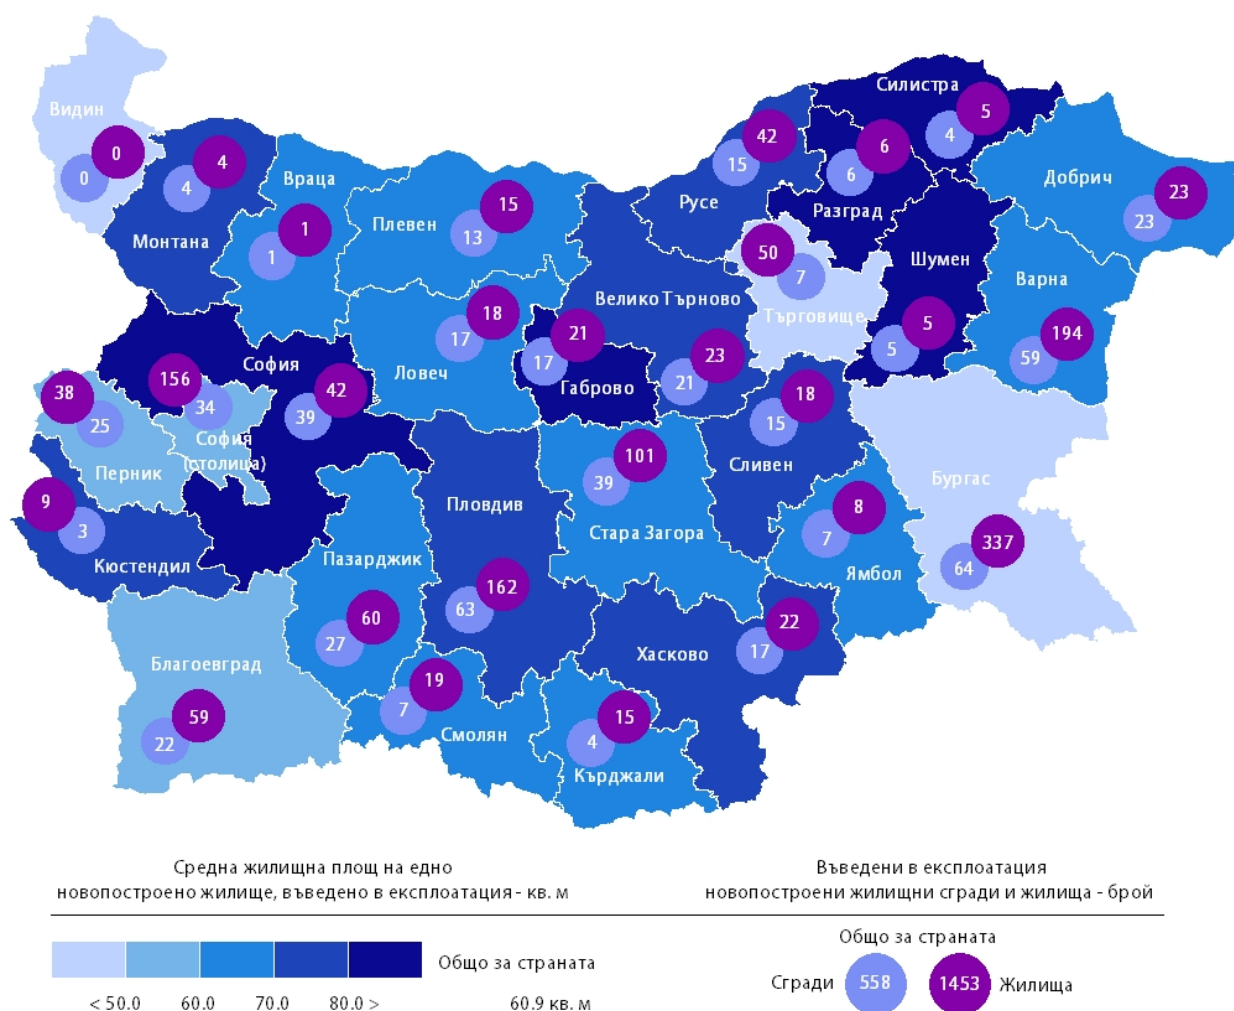 Силистра
5
4
Видин
42
15
6
6
0
0
4
4
Добрич
23
23
Враца
Русе
Разград
Плевен
15
13
Монтана
1
1
50
7
Шумен
Варна
Велико Търново
Търговище
18
17
Ловеч
21
17
Габрово
23
21
5
5
194
59
София
156
34
42
39
38
25
София
(столица)
Перник
18
15
Сливен
101
39
Стара Загора
Бургас
337
64
9
3
Кюстендил
Пловдив
162
63
8
7
Ямбол
Пазарджик
60
27
22
17
Хасково
Благоевград
59
22
19
7
Смолян
15
4
Кърджали
Средна жилищна площ на едно
новопостроено жилище, въведено в експлоатация - кв. м
< 50.0 60.0 70.0 80.0 >
Общо за страната
60.9 кв. м
Въведени в експлоатация
новопостроени жилищни сгради и жилища - брой
Общо за страната
Сгради 558 1453 Жилища